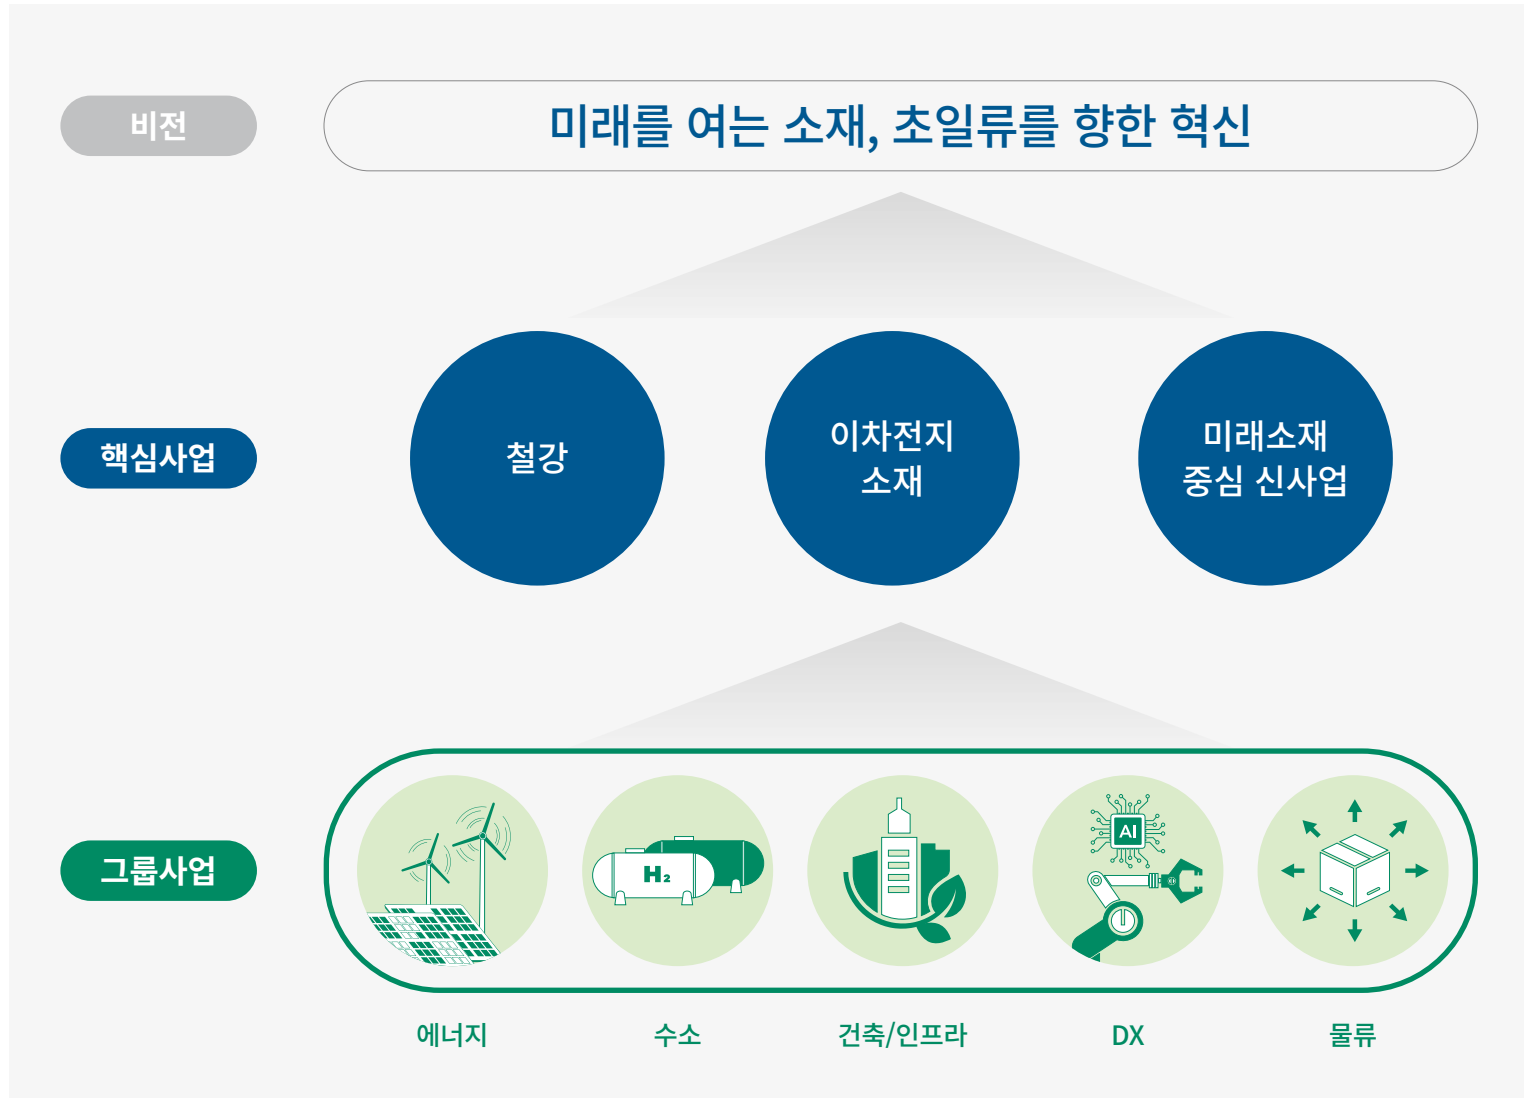 비전
미래를 여는 소재, 초일류를 향한 혁신
핵심사업
철강
이차전지
소재
미래소재
중심 신사업
그룹사업
H₂
AI
에너지
수소
건축/인프라
DX
물류